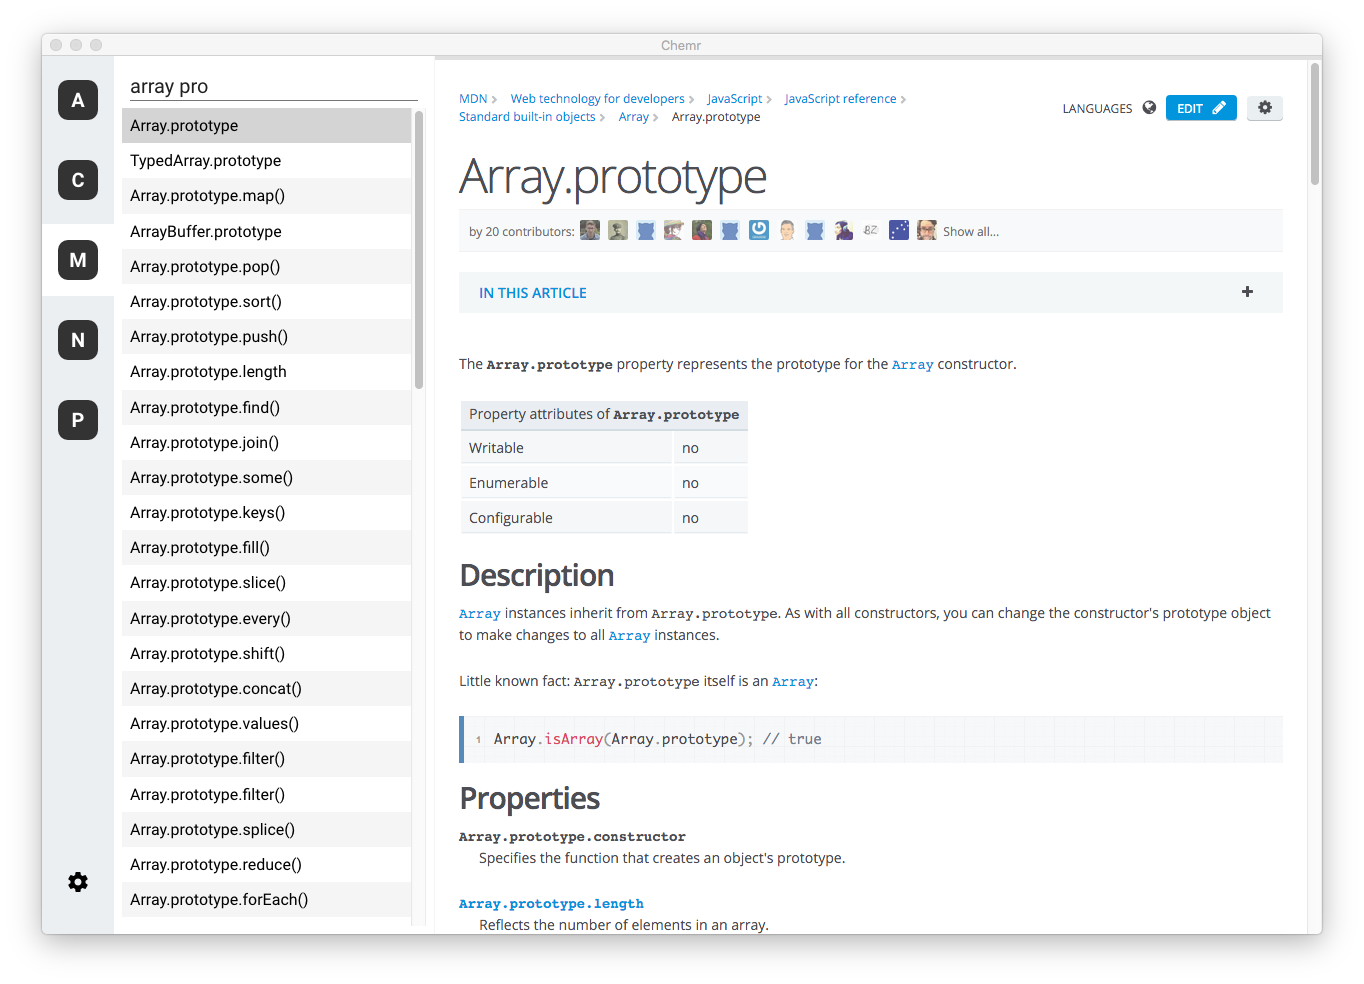 Chemr
A
C
M
N
P
array pro
Array.prototype
TypedArray.prototype
Array.prototype.map()
ArrayBuffer.prototype
Array.prototype.pop()
Array.prototype.sort()
Array.prototype.push()
Array.prototype.length
Array.prototype.find()
Array.prototype.join()
Array.prototype.some()
Array.prototype.keys()
Array.prototype.fill()
Array.prototype.slice()
Array.prototype.every()
Array.prototype.shift()
Array.prototype.concat()
Array.prototype.values()
Array.prototype.filter()
Array.prototype.filter()
Array.prototype.splice()
Array.prototype.reduce()
Array.prototype.forEach()
MDN Web technology for developers JavaScript JavaScript reference
Standard built-in objects Array Array.prototype
LANGUAGES EDIT
Array.prototype
by 20 contributors: Show all...
IN THIS ARTICLE +
The Array.prototype property represents the prototype for the Array constructor.
Property attributes of Array.prototype
Writable no
Enumerable no
Configurable no
Description
Array instances inherit from Array.prototype. As with all constructors, you can change the constructor's prototype object
to make changes to all Array instances.
Little known fact: Array.prototype itself is an Array:
1 Array.isArray(Array.prototype); // true
Properties
Array.prototype.constructor
Specifies the function that creates an object's prototype.
Array.prototype.length
Reflects the number of elements in an array.